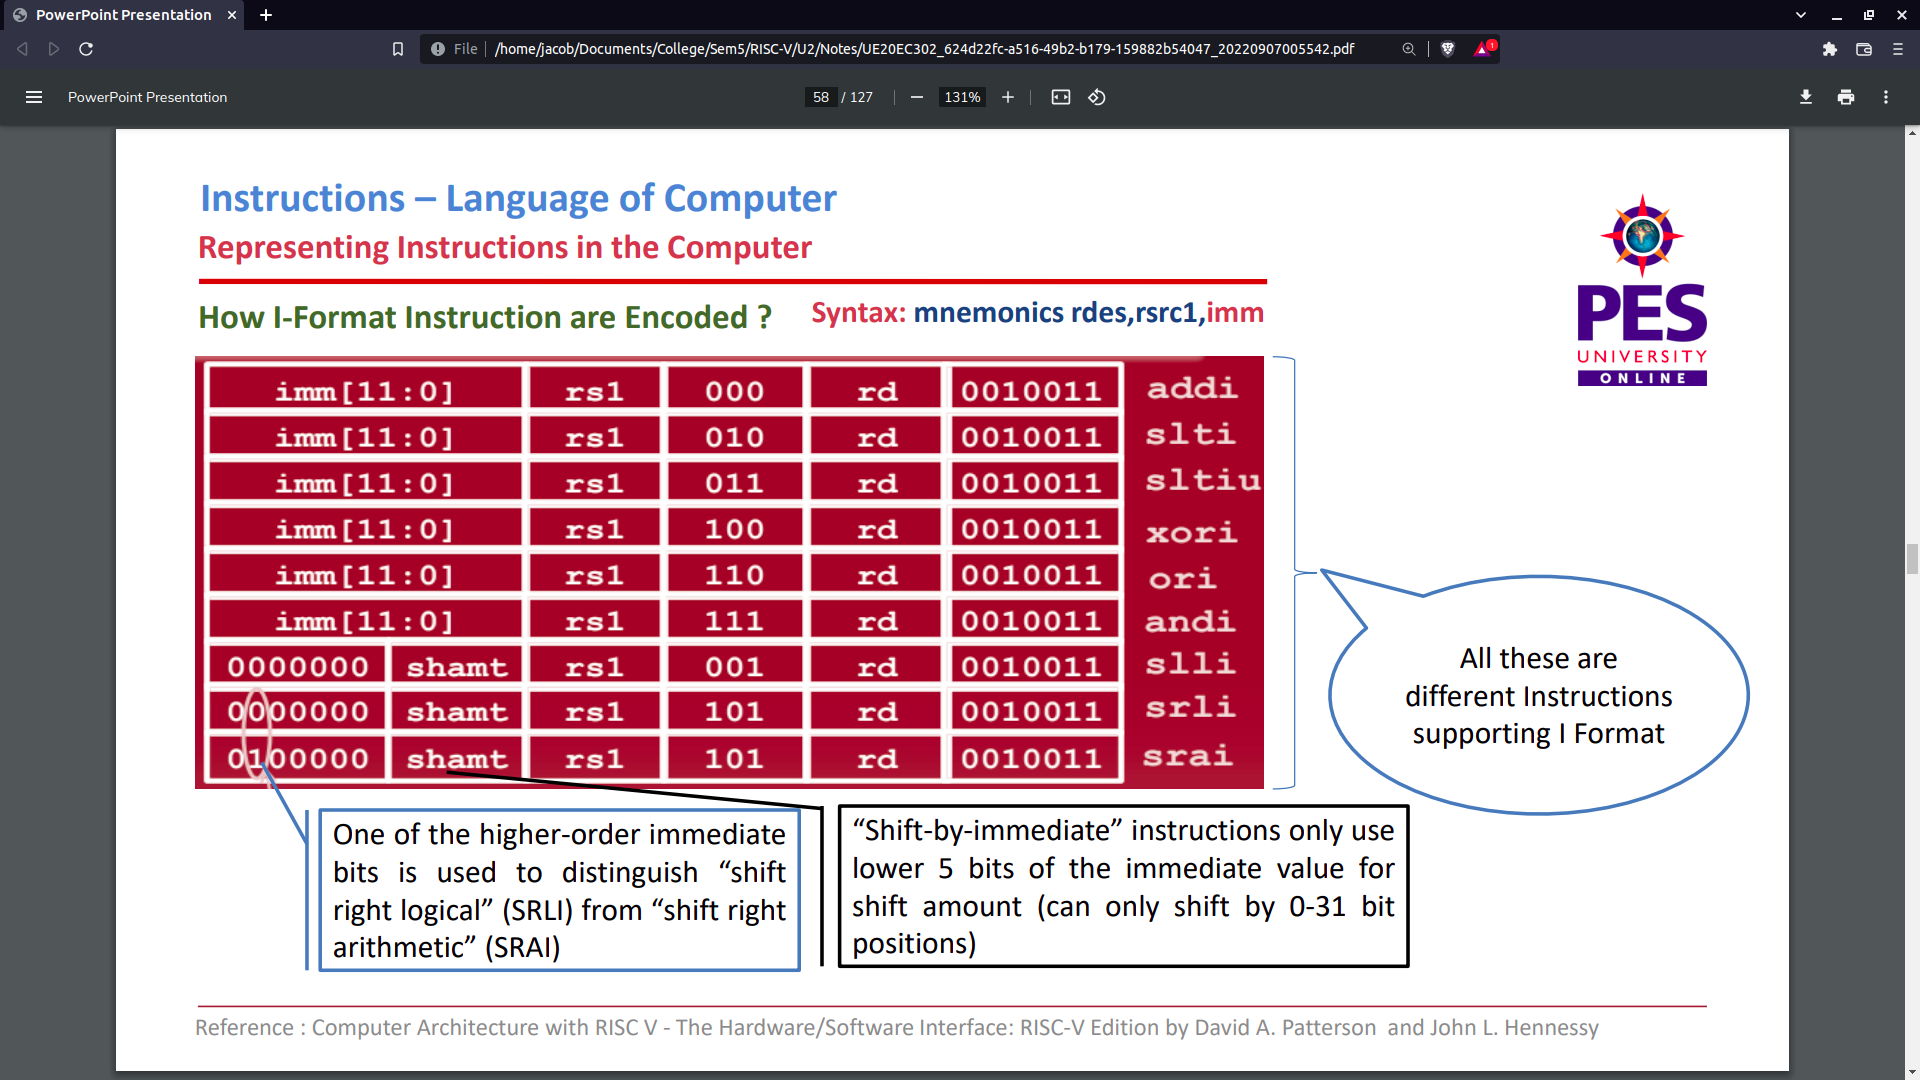 PowerPoint Presentation
File
/home/jacob/Documents/College/Sem5/RISC-V/U2/Notes/UE20EC302_624d22fc-a516-49b2-b179-159882b54047_20220907005542.pdf
1
PowerPoint Presentation
58 / 127
131%
Instructions – Language of Computer
Representing Instructions in the Computer
How I-Format Instruction are Encoded ?
Syntax: mnemonics rdes,rsrc1,imm
PES
UNIVERSITY
ONLINE
imm[11:0] rs1 000 rd 0010011 addi
imm[11:0] rs1 010 rd 0010011 slti
imm[11:0] rs1 011 rd 0010011 sltiu
imm[11:0] rs1 100 rd 0010011 xori
imm[11:0] rs1 110 rd 0010011 ori
imm[11:0] rs1 111 rd 0010011 andi
0000000 shamt rs1 001 rd 0010011 slli
0000000 shamt rs1 101 rd 0010011 srli
0100000 shamt rs1 101 rd 0010011 srai
All these are
different Instructions
supporting I Format
One of the higher-order immediate
bits is used to distinguish “shift
right logical” (SRLI) from “shift right
arithmetic” (SRAI)
“Shift-by-immediate” instructions only use
lower 5 bits of the immediate value for
shift amount (can only shift by 0-31 bit
positions)
Reference : Computer Architecture with RISC V - The Hardware/Software Interface: RISC-V Edition by David A. Patterson and John L. Hennessy